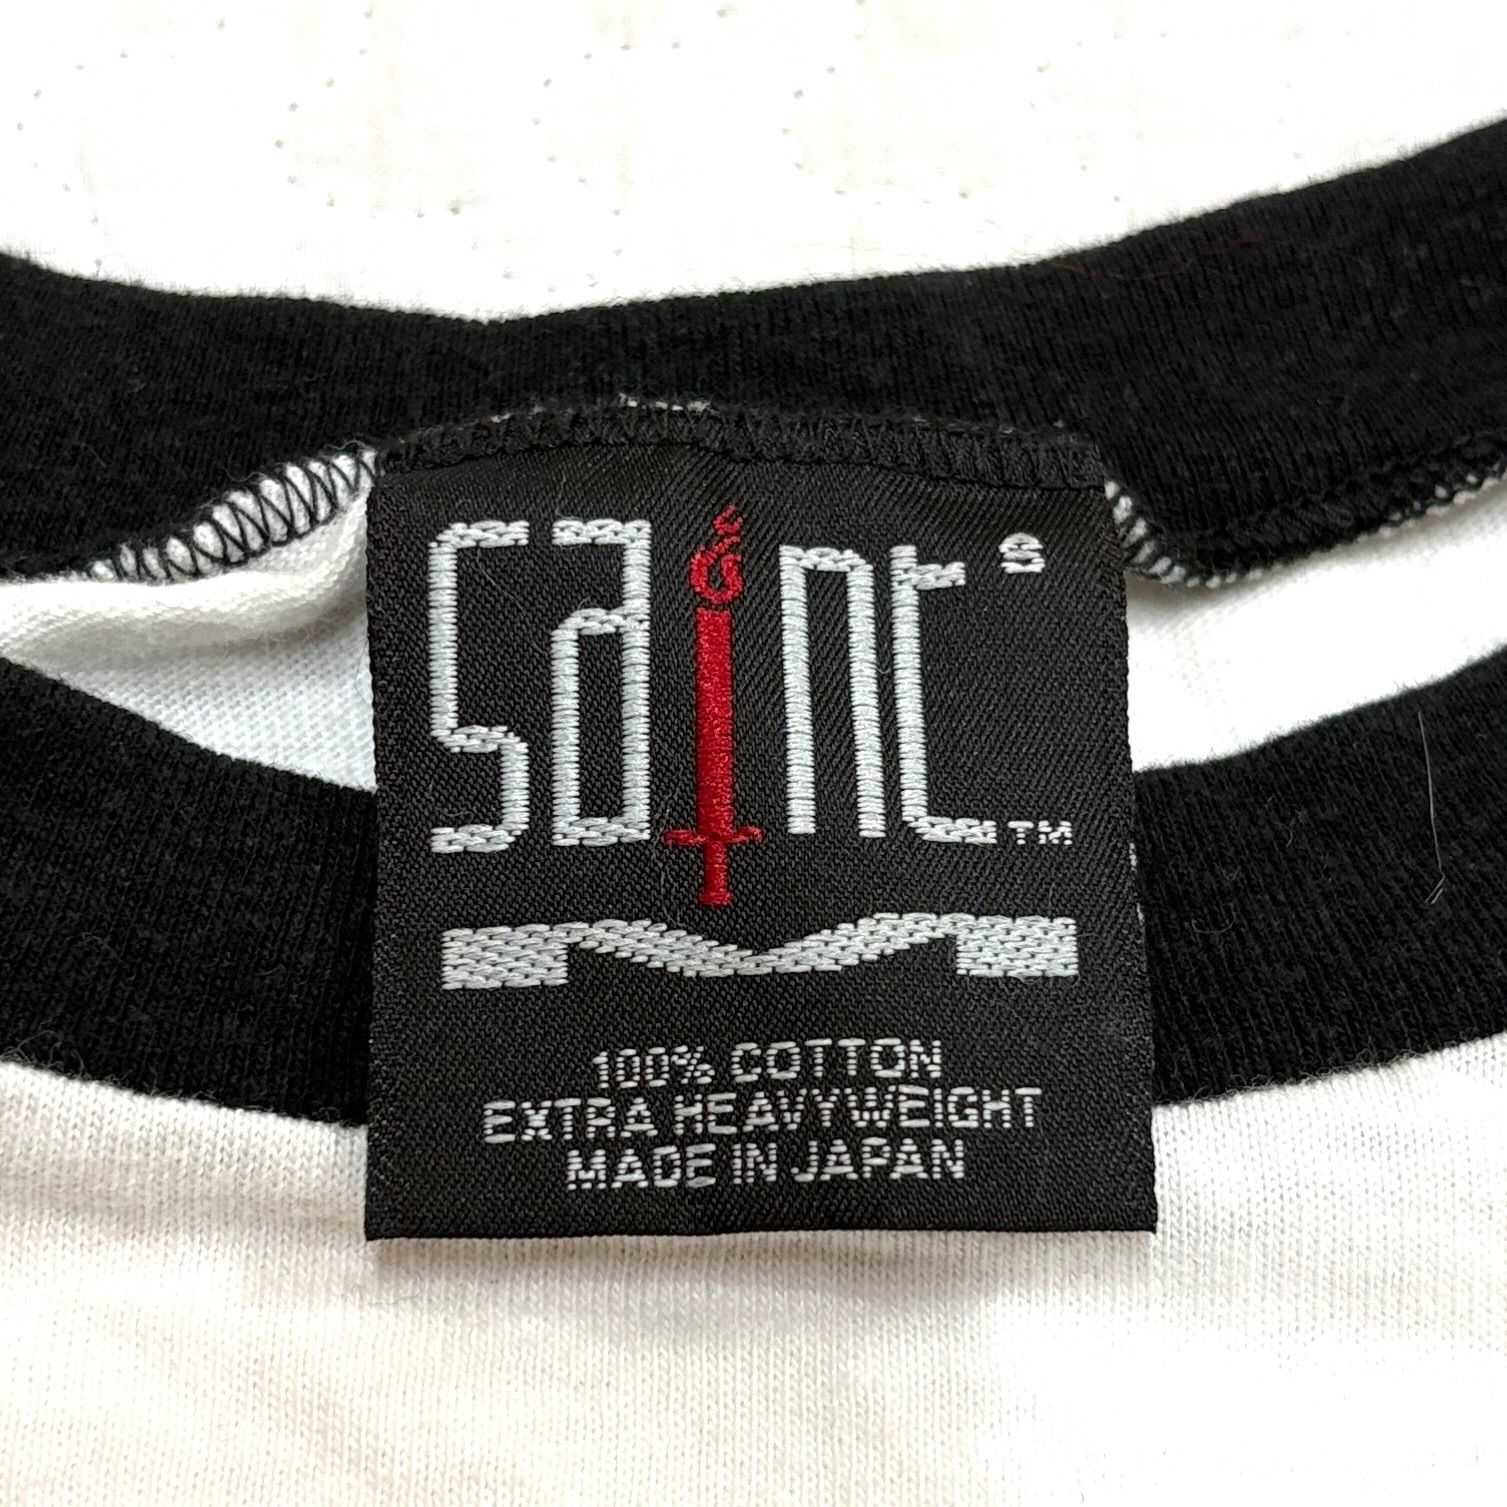 SaiNt S
TM
100% COTTON
EXTRA HEAVYWEIGHT
MADE IN JAPAN